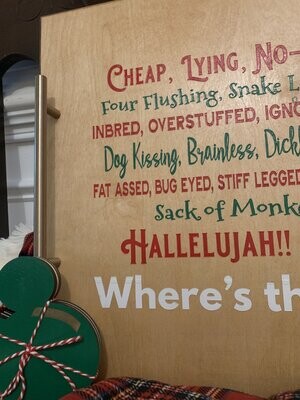 Cheap, Lying, No-
Four Flushing, Snake L
Inbred, Overstuffed, Igno
Dog Kissing, Brainless, Dick
Fat Assed, Bug Eyed, Stiff Legged
Sack of Monke
Hallelujah!!
Where's th